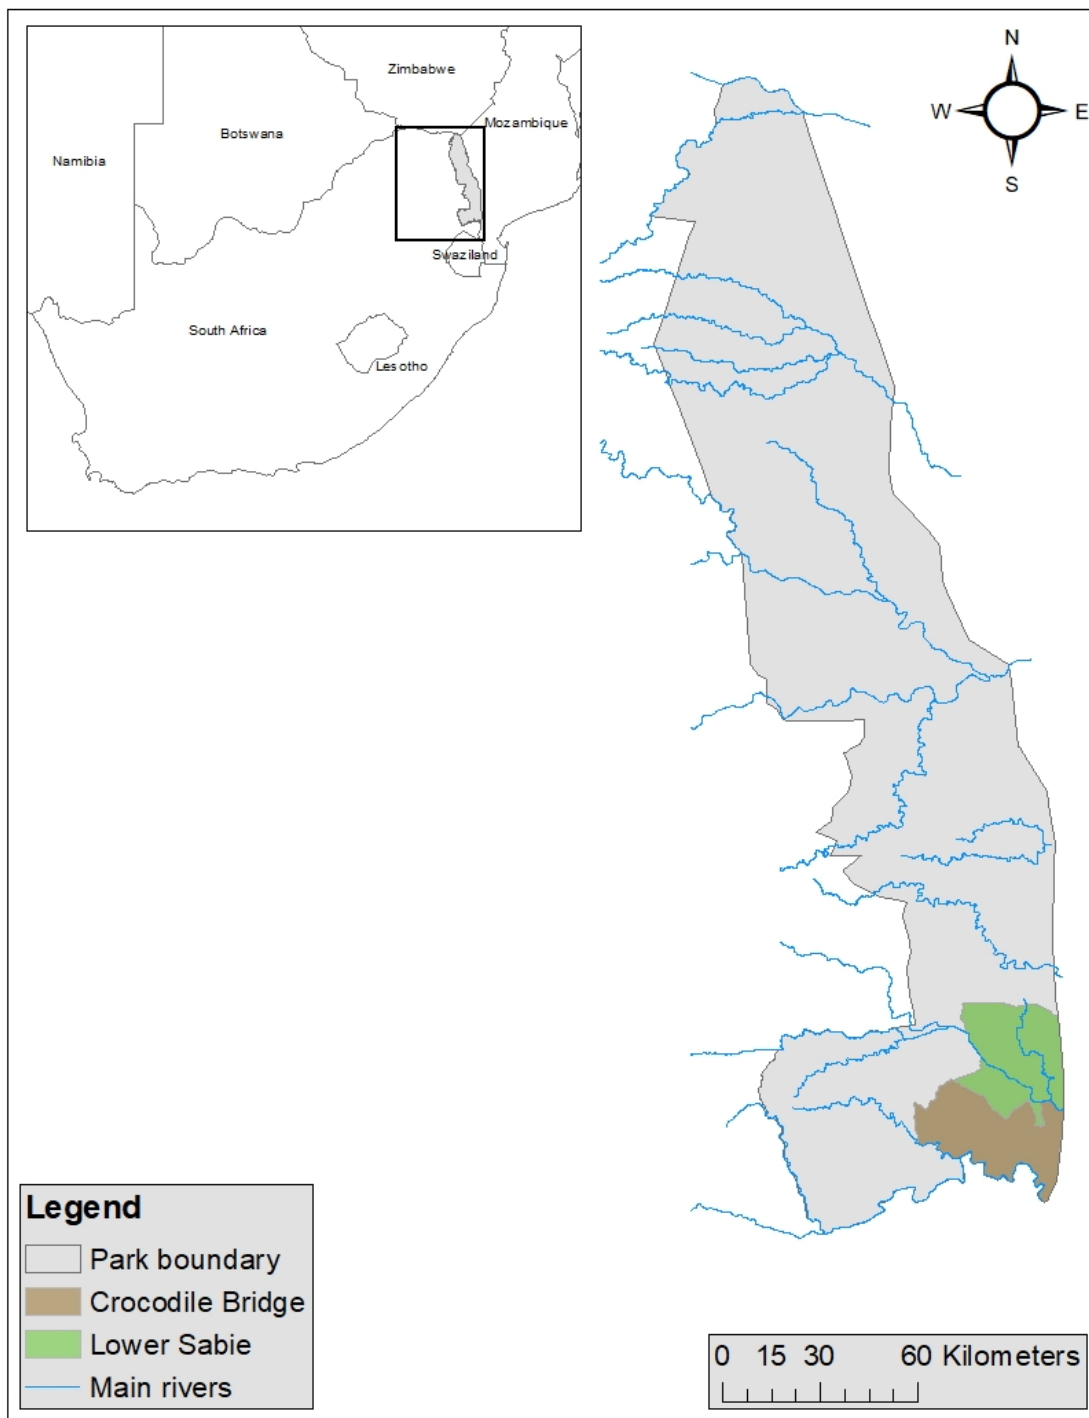 Zimbabwe
Mozambique
Botswana
Namibia
Swaziland
South Africa
Lesotho
N
W E
S
Legend
Park boundary
Crocodile Bridge
Lower Sabie
Main rivers
0 15 30 60 Kilometers